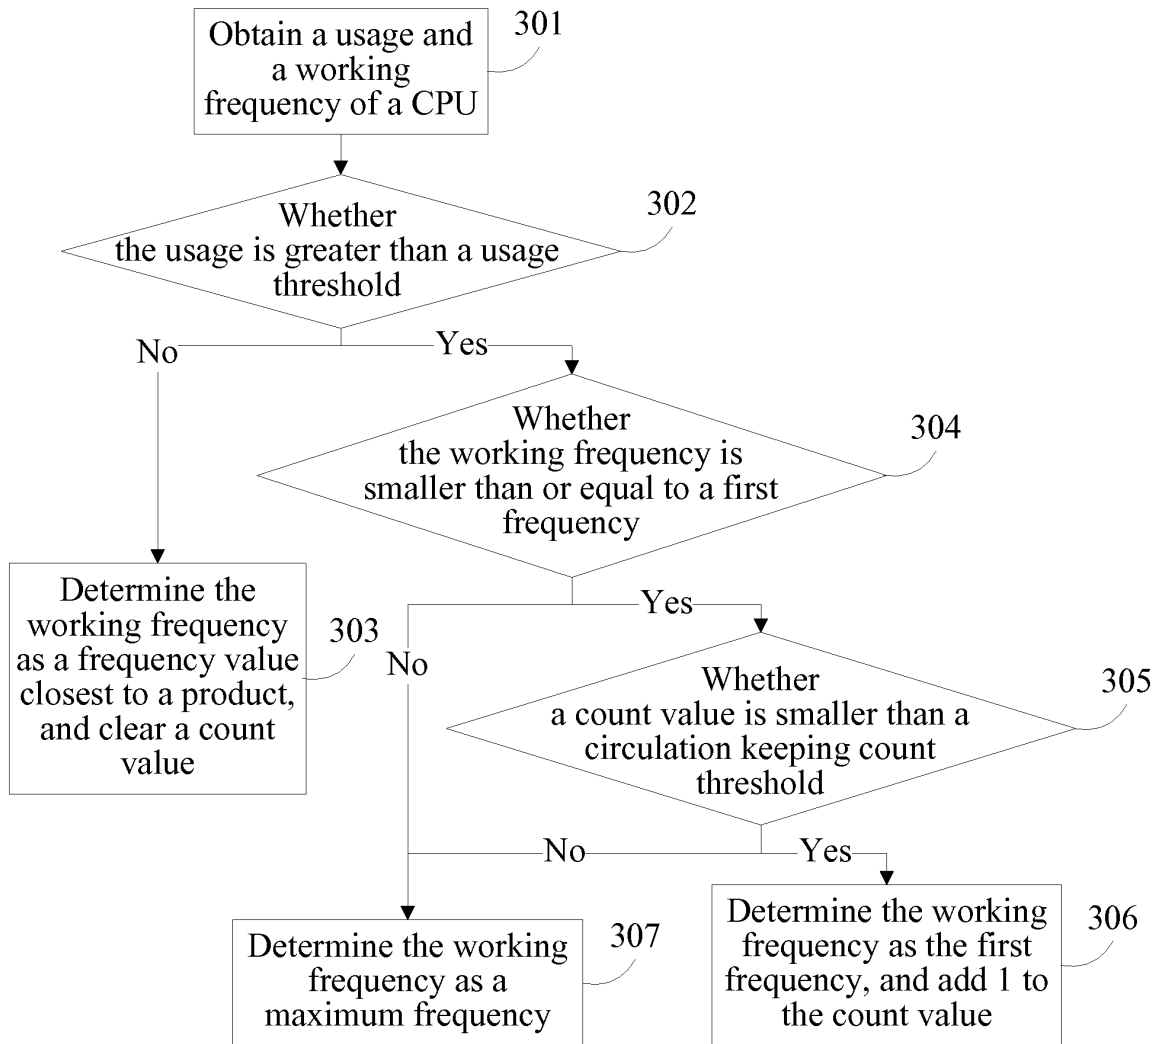 Obtain a usage and
a working
frequency of a CPU
301
Whether
the usage is greater than a usage
threshold
302
No
Yes
Whether
the working frequency is
smaller than or equal to a first
frequency
304
Determine the
working frequency
as a frequency value
closest to a product,
and clear a count
value
303
No
Yes
Whether
a count value is smaller than a
circulation keeping count
threshold
305
No
Yes
Determine the working
frequency as a
maximum frequency
307
Determine the working
frequency as the first
frequency, and add 1 to
the count value
306